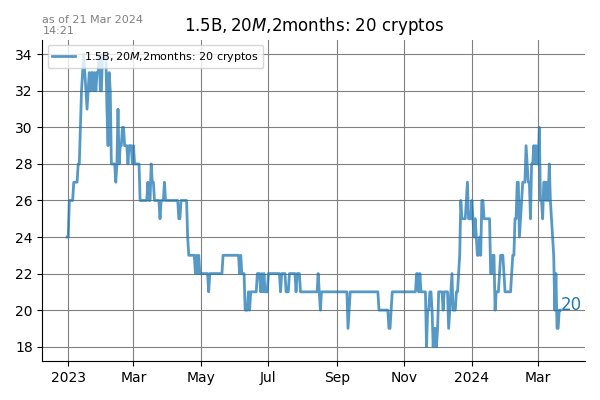 as of 21 Mar 2024
14:21
1.5B, 20M,2months: 20 cryptos
1.5B, 20M,2months: 20 cryptos
34
32
30
28
26
24
22
20
18
20
2023
Mar
May
Jul
Sep
Nov
2024
Mar